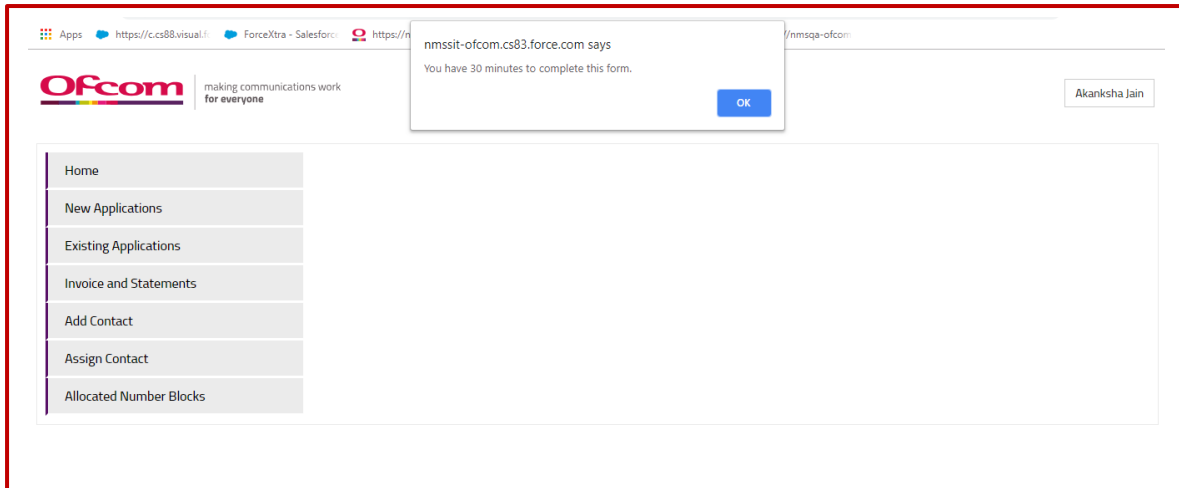 Apps https://c.cs88.visual.f ForceXtra - Salesforce https://n /nmsqa-ofcom
nmssit-ofcom.cs83.force.com says
You have 30 minutes to complete this form.
OK
Ofcom making communications work
for everyone
Akanksha Jain
Home
New Applications
Existing Applications
Invoice and Statements
Add Contact
Assign Contact
Allocated Number Blocks